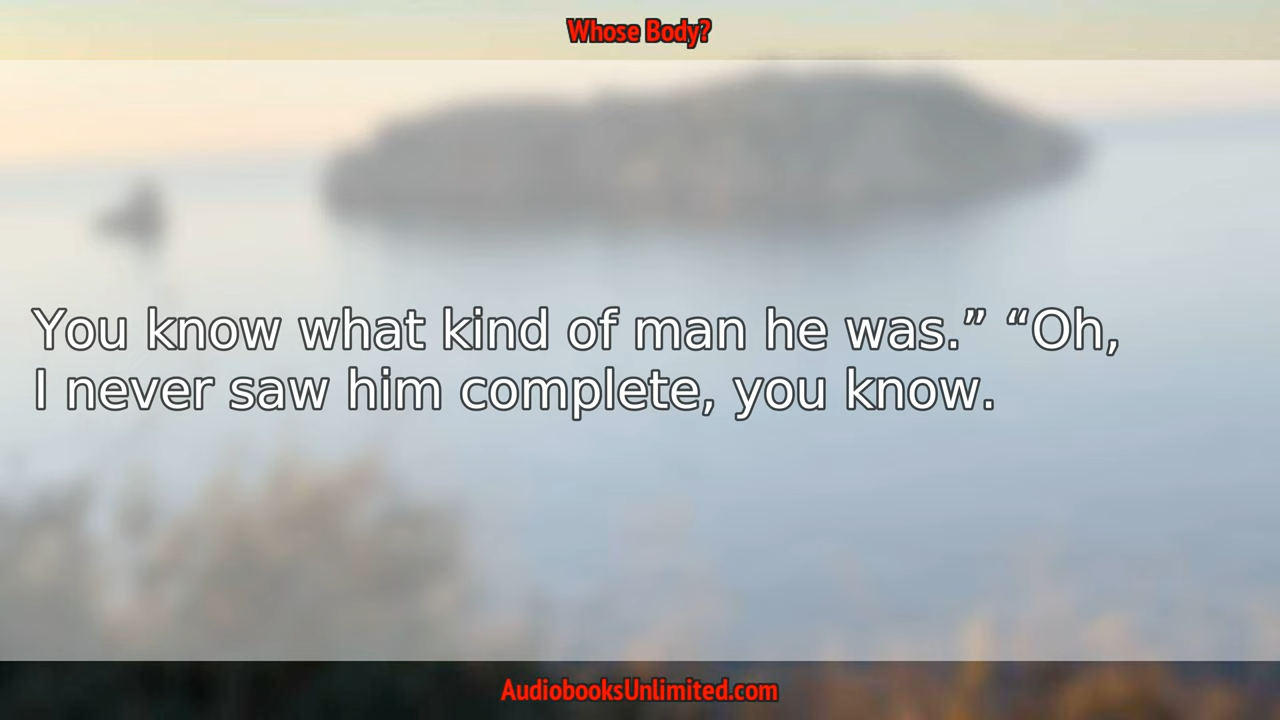 Whose Body?
You know what kind of man he was.” “Oh,
I never saw him complete, you know.
AudiobooksUnlimited.com